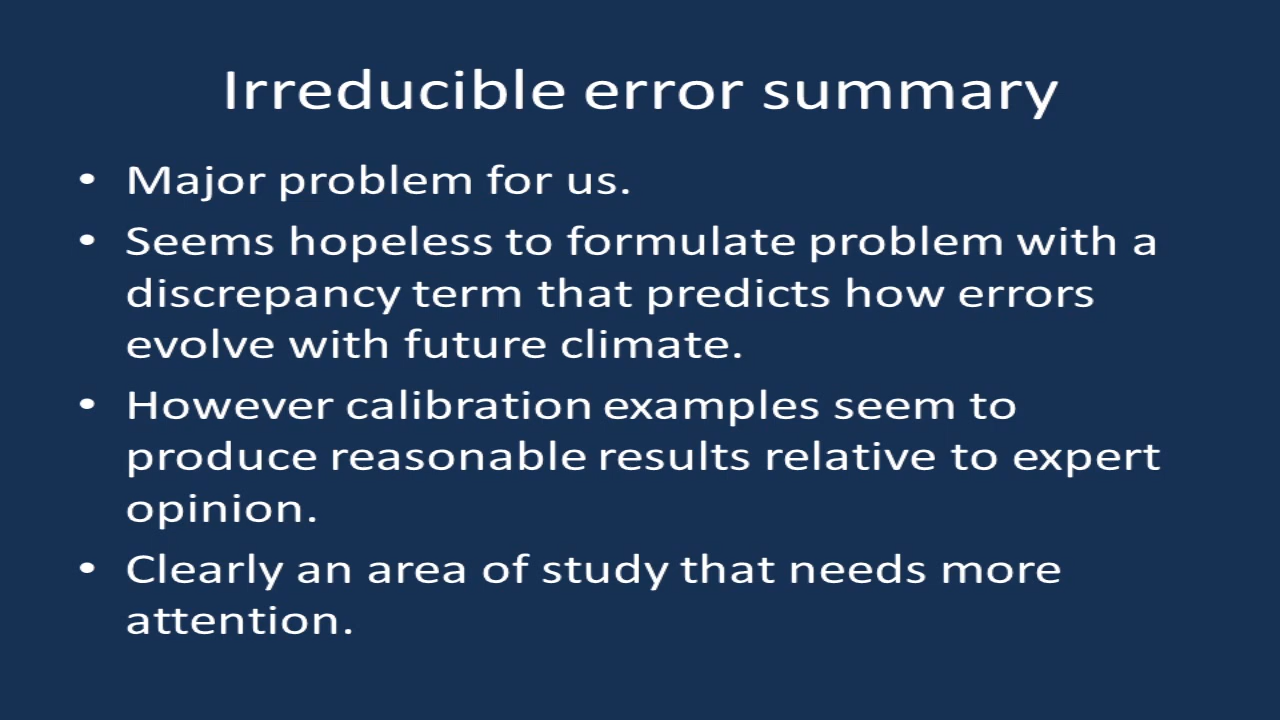 Irreducible error summary
• Major problem for us.
• Seems hopeless to formulate problem with a
discrepancy term that predicts how errors
evolve with future climate.
• However calibration examples seem to
produce reasonable results relative to expert
opinion.
• Clearly an area of study that needs more
attention.